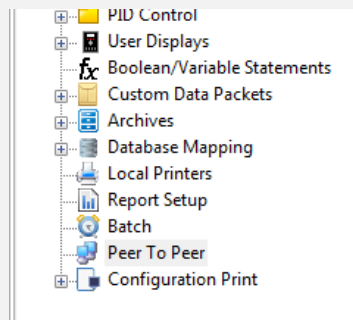 PID Control
User Displays
fx Boolean/Variable Statements
Custom Data Packets
Archives
Database Mapping
Local Printers
Report Setup
Batch
Peer To Peer
Configuration Print